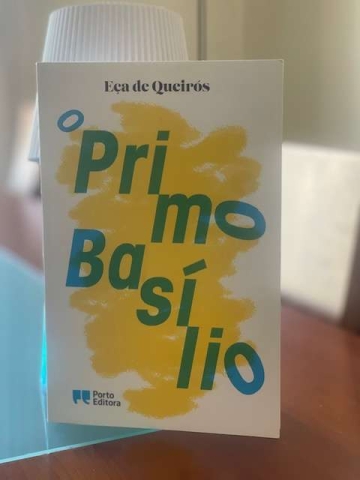 Eça de Queirós
O
Pri
mo
Ba
sí
lio
Porto
Editora